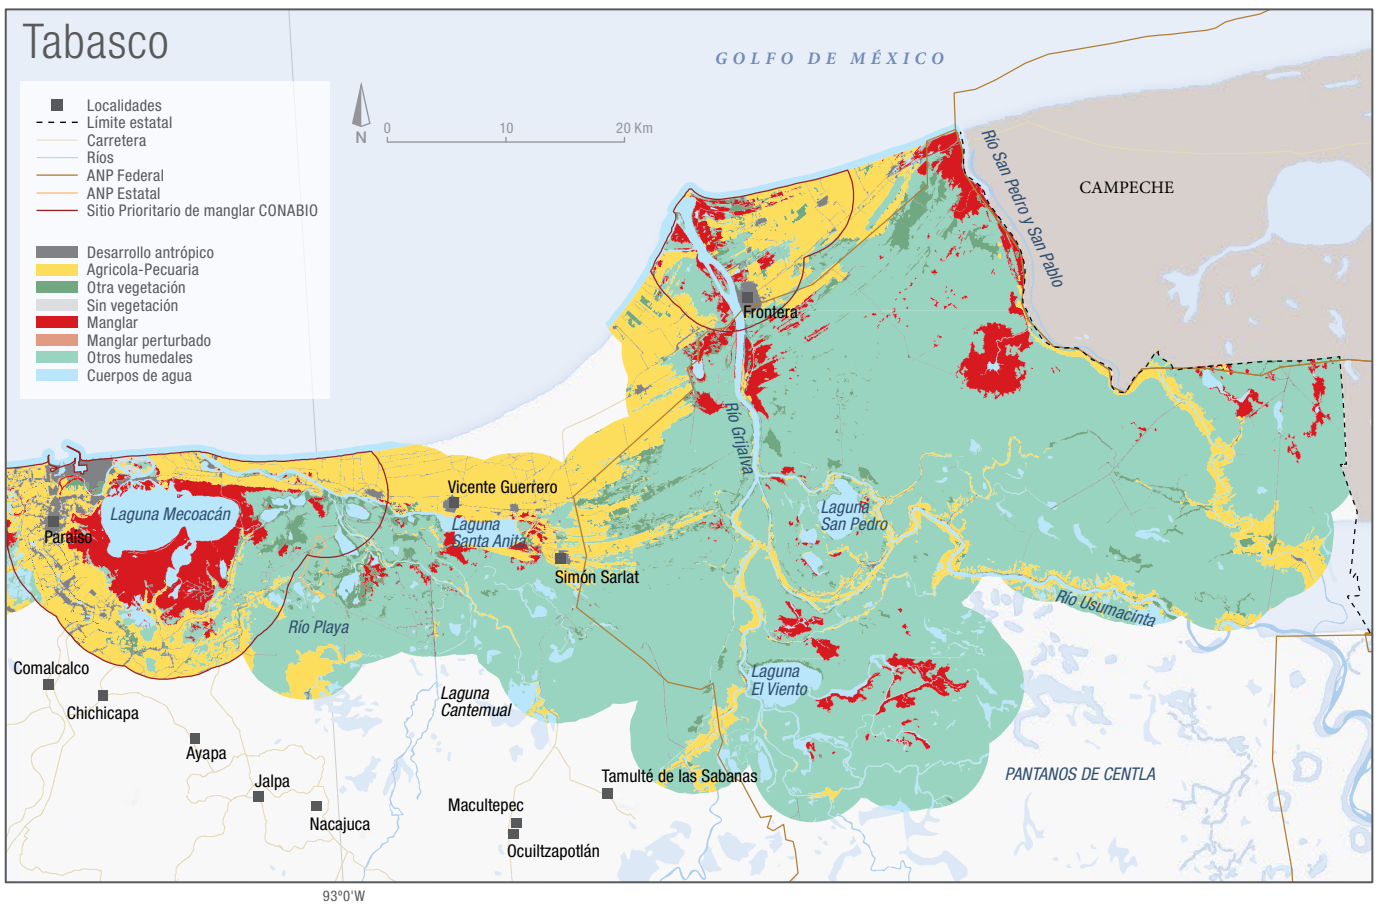 Tabasco
GOLFO DE MÉXICO
Localidades
Límite estatal
Carretera
Ríos
ANP Federal
ANP Estatal
Sitio Prioritario de manglar CONABIO
Desarrollo antrópico
Agricola-Pecuaria
Otra vegetación
Sin vegetación
Manglar
Manglar perturbado
Otros humedales
Cuerpos de agua
N
0 10 20 Km
Río San Pedro y San Pablo
CAMPECHE
Frontera
Río Grijalva
Vicente Guerrero
Laguna Mecoacán
Laguna
Santa Anita
Laguna
San Pedro
Paraíso
Simón Sarlat
Río Usumacinta
Río Playa
Comalcalco
Laguna
El Viento
Laguna
Cantemual
Chichicapa
Ayapa
PANTANOS DE CENTLA
Tamulté de las Sabanas
Jalpa
Macultepec
Nacajuca
Ocuiltzapotlán
93°0'W